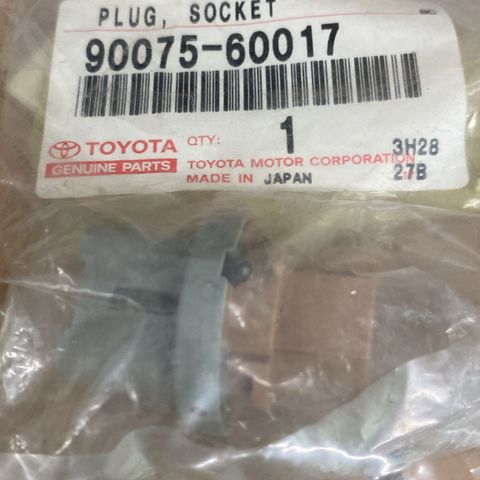 PLUG, SOCKET
90075-60017
TOYOTA
GENUINE PARTS
QTY: 1
TOYOTA MOTOR CORPORATION
MADE IN JAPAN
3H28
27B